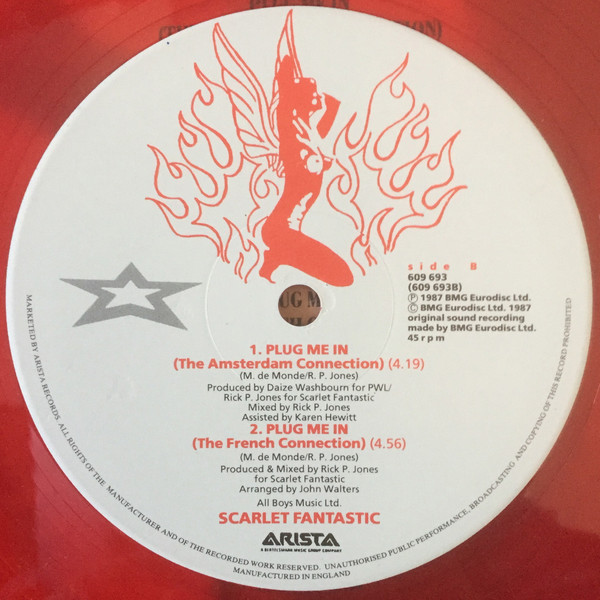 side B
609 693
(609 693B)
Ⓟ 1987 BMG Eurodisc Ltd.
© BMG Eurodisc Ltd. 1987
original sound recording
made by BMG Eurodisc Ltd.
45 rpm
1. PLUG ME IN
(The Amsterdam Connection) (4.19)
(M. de Monde/R. P. Jones)
Produced by Daize Washbourn for PWL/
Rick P. Jones for Scarlet Fantastic
Mixed by Rick P. Jones
Assisted by Karen Hewitt
2. PLUG ME IN
(The French Connection) (4.56)
(M. de Monde/R. P. Jones)
Produced & Mixed by Rick P. Jones
for Scarlet Fantastic
Arranged by John Walters
All Boys Music Ltd.
SCARLET FANTASTIC
ARISTA
A BERTELSMANN MUSIC GROUP COMPANY
MARKETED BY ARISTA RECORDS. ALL RIGHTS OF THE MANUFACTURER AND OF THE RECORDED WORK RESERVED. UNAUTHORISED PUBLIC PERFORMANCE, BROADCASTING AND COPYING OF THIS RECORD PROHIBITED
MANUFACTURED IN ENGLAND